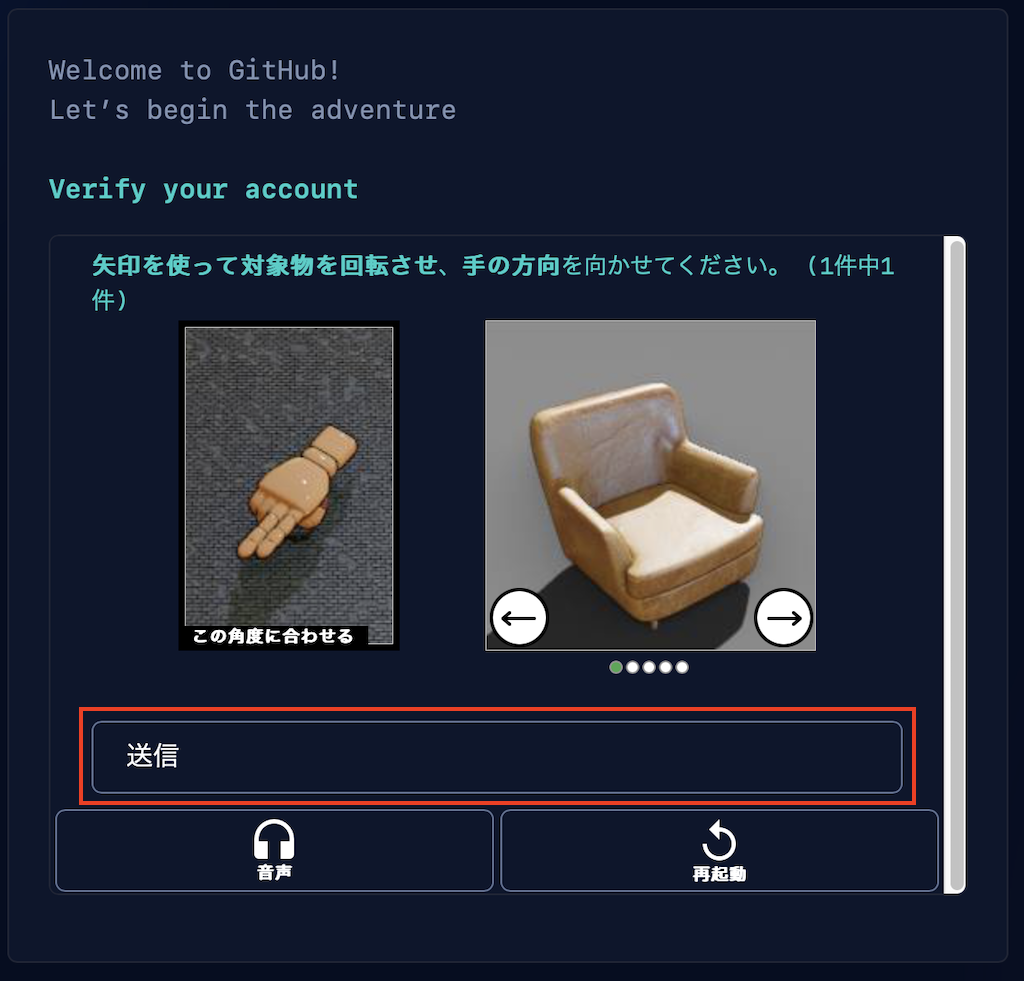 Welcome to GitHub!
Let’s begin the adventure
Verify your account
矢印を使って対象物を回転させ、手の方向を向かせてください。（1件中1
件）
この角度に合わせる
送信
音声
再起動